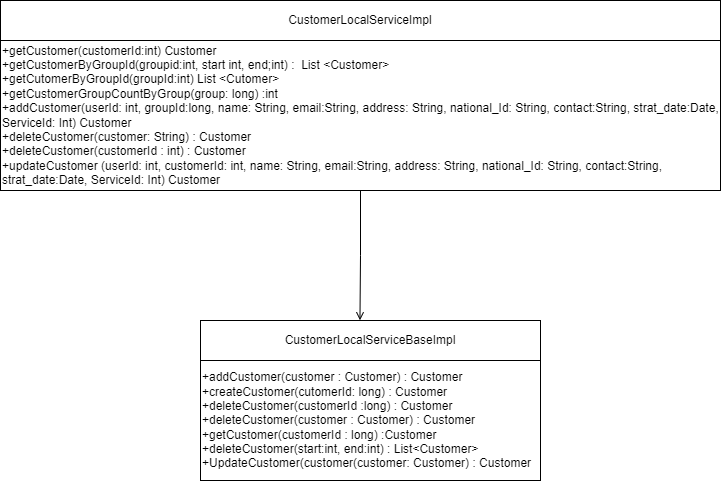 CustomerLocalServiceImpl
+getCustomer(customerId:int) Customer
+getCustomerByGroupId(groupid:int, start int, end;int) : List <Customer>
+getCutomerByGroupId(groupId:int) List <Cutomer>
+getCustomerGroupCountByGroup(group: long) :int
+addCustomer(userId: int, groupId:long, name: String, email:String, address: String, national_Id: String, contact:String, strat_date:Date,
ServiceId: Int) Customer
+deleteCustomer(customer: String) : Customer
+deleteCustomer(customerId : int) : Customer
+updateCustomer (userId: int, customerId: int, name: String, email:String, address: String, national_Id: String, contact:String,
strat_date:Date, ServiceId: Int) Customer
CustomerLocalServiceBaseImpl
+addCustomer(customer : Customer) : Customer
+createCustomer(cutomerId: long) : Customer
+deleteCustomer(customerId :long) : Customer
+deleteCustomer(customer : Customer) : Customer
+getCustomer(customerId : long) :Customer
+deleteCustomer(start:int, end:int) : List<Customer>
+UpdateCustomer(customer(customer: Customer) : Customer